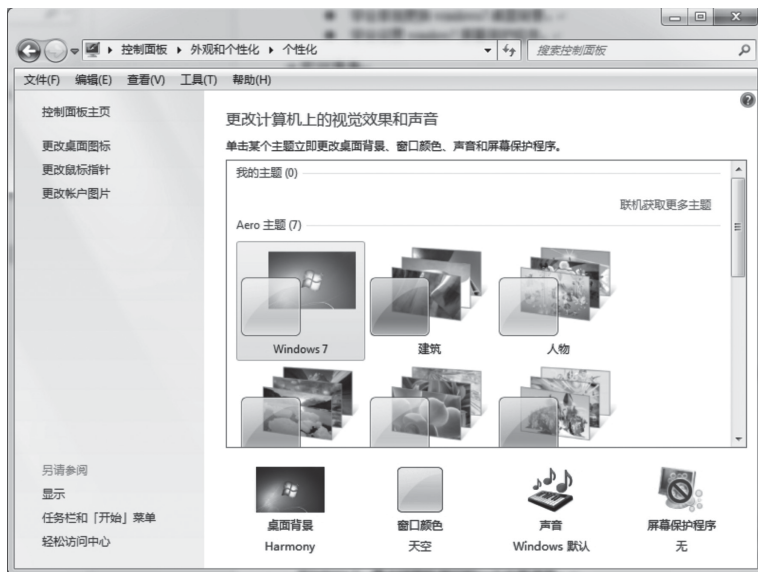 控制面板 ▸ 外观和个性化 ▸ 个性化
搜索控制面板
文件(F) 编辑(E) 查看(V) 工具(T) 帮助(H)
控制面板主页
更改桌面图标
更改鼠标指针
更改帐户图片
另请参阅
显示
任务栏和「开始」菜单
轻松访问中心
更改计算机上的视觉效果和声音
单击某个主题立即更改桌面背景、窗口颜色、声音和屏幕保护程序。
我的主题 (0)
联机获取更多主题
Aero 主题 (7)
Windows 7
建筑
人物
桌面背景
Harmony
窗口颜色
天空
声音
Windows 默认
屏幕保护程序
无